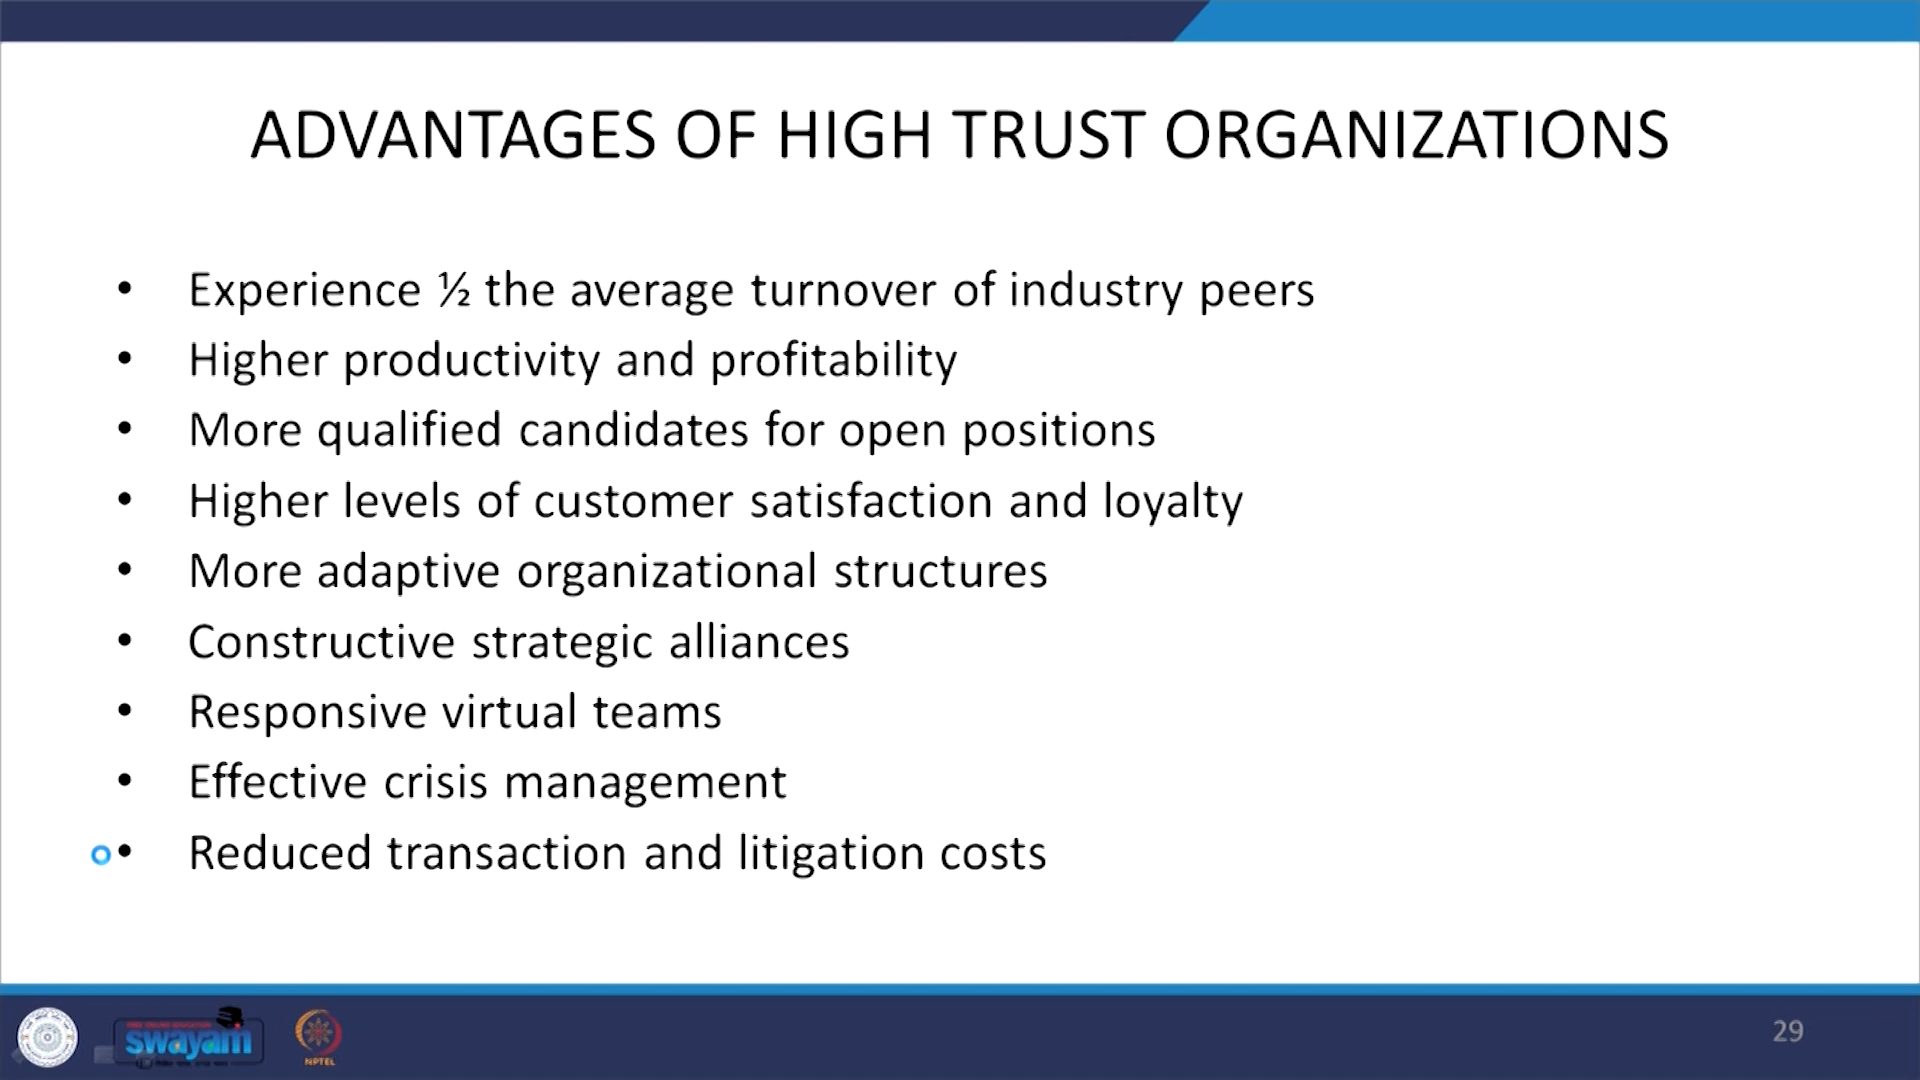 ADVANTAGES OF HIGH TRUST ORGANIZATIONS
• Experience ½ the average turnover of industry peers
• Higher productivity and profitability
• More qualified candidates for open positions
• Higher levels of customer satisfaction and loyalty
• More adaptive organizational structures
• Constructive strategic alliances
• Responsive virtual teams
• Effective crisis management
• Reduced transaction and litigation costs
swayam
NPTEL
29